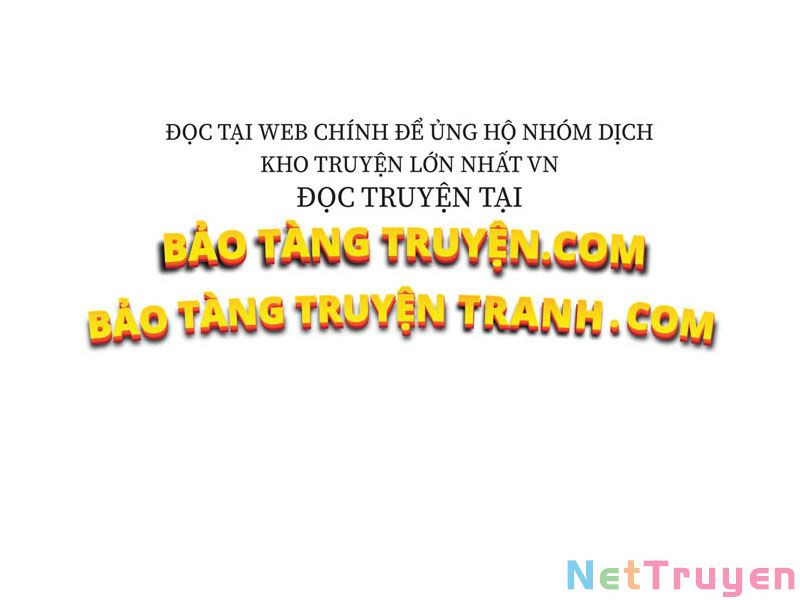 ĐỌC TẠI WEB CHÍNH ĐỂ ỦNG HỘ NHÓM DỊCH
KHO TRUYỆN LỚN NHẤT VN
ĐỌC TRUYỆN TẠI
BẢO TÀNG TRUYỆN.COM
BẢO TÀNG TRUYỆN TRANH.COM
NetTruyen